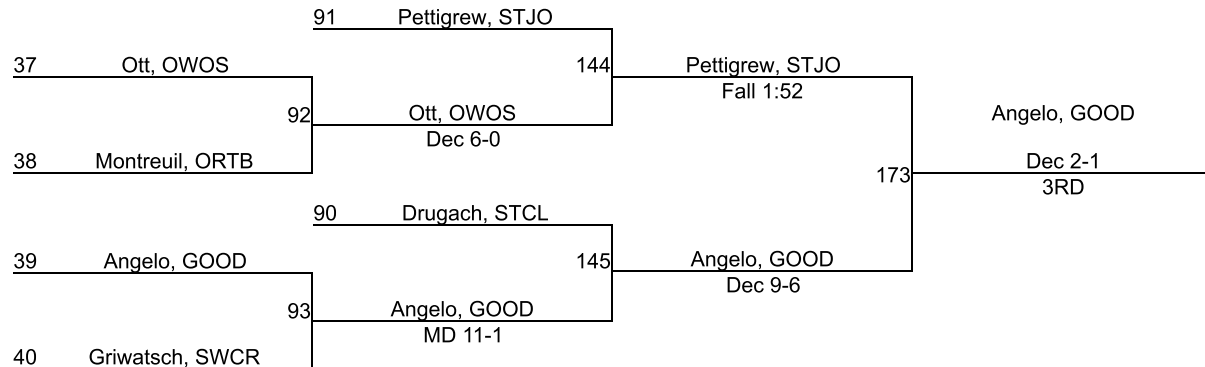 91 Pettigrew, STJO
37 Ott, OWOS
144 Pettigrew, STJO
Fall 1:52
92 Ott, OWOS
Dec 6-0
Angelo, GOOD
38 Montreuil, ORTB
173 Dec 2-1
3RD
90 Drugach, STCL
39 Angelo, GOOD
145 Angelo, GOOD
Dec 9-6
93 Angelo, GOOD
MD 11-1
40 Griwatsch, SWCR